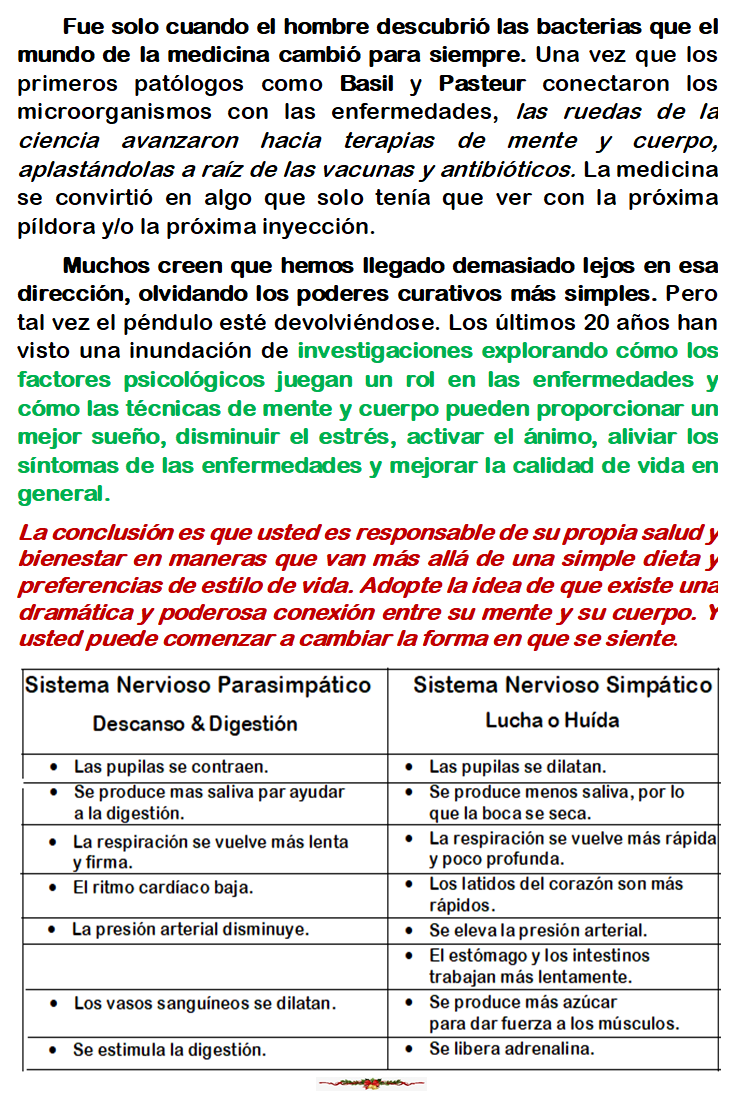 Fue solo cuando el hombre descubrió las bacterias que el
mundo de la medicina cambió para siempre. Una vez que los
primeros patólogos como Basil y Pasteur conectaron los
microorganismos con las enfermedades, las ruedas de la
ciencia avanzaron hacia terapias de mente y cuerpo,
aplastándolas a raíz de las vacunas y antibióticos. La medicina
se convirtió en algo que solo tenía que ver con la próxima
píldora y/o la próxima inyección.
Muchos creen que hemos llegado demasiado lejos en esa
dirección, olvidando los poderes curativos más simples. Pero
tal vez el péndulo esté devolviéndose. Los últimos 20 años han
visto una inundación de investigaciones explorando cómo los
factores psicológicos juegan un rol en las enfermedades y
cómo las técnicas de mente y cuerpo pueden proporcionar un
mejor sueño, disminuir el estrés, activar el ánimo, aliviar los
síntomas de las enfermedades y mejorar la calidad de vida en
general.
La conclusión es que usted es responsable de su propia salud y
bienestar en maneras que van más allá de una simple dieta y
preferencias de estilo de vida. Adopte la idea de que existe una
dramática y poderosa conexión entre su mente y su cuerpo. Y
usted puede comenzar a cambiar la forma en que se siente.
Sistema Nervioso Parasimpático
Descanso & Digestión
Sistema Nervioso Simpático
Lucha o Huída
• Las pupilas se contraen.
• Las pupilas se dilatan.
• Se produce mas saliva par ayudar
a la digestión.
• Se produce menos saliva, por lo
que la boca se seca.
• La respiración se vuelve más lenta
y firma.
• La respiración se vuelve más rápida
y poco profunda.
• El ritmo cardíaco baja.
• Los latidos del corazón son más
rápidos.
• La presión arterial disminuye.
• Se eleva la presión arterial.
• El estómago y los intestinos
trabajan más lentamente.
• Los vasos sanguíneos se dilatan.
• Se produce más azúcar
para dar fuerza a los músculos.
• Se estimula la digestión.
• Se libera adrenalina.